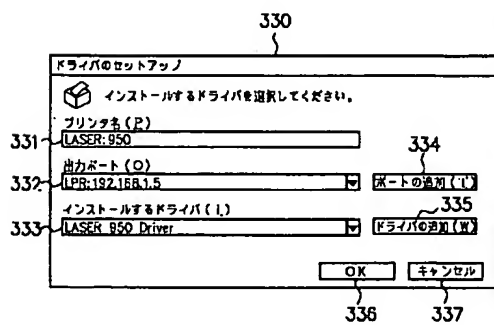 330
ドライバのセットアップ
インストールするドライバを選択してください。
プリンタ名(P)
331 LASER:950
出力ポート(O)
334
332 LPR:192.168.1.5 ポートの追加(T)
インストールするドライバ(I)
335
333 LASER 950 Driver ドライバの追加(W)
OK キャンセル
336 337